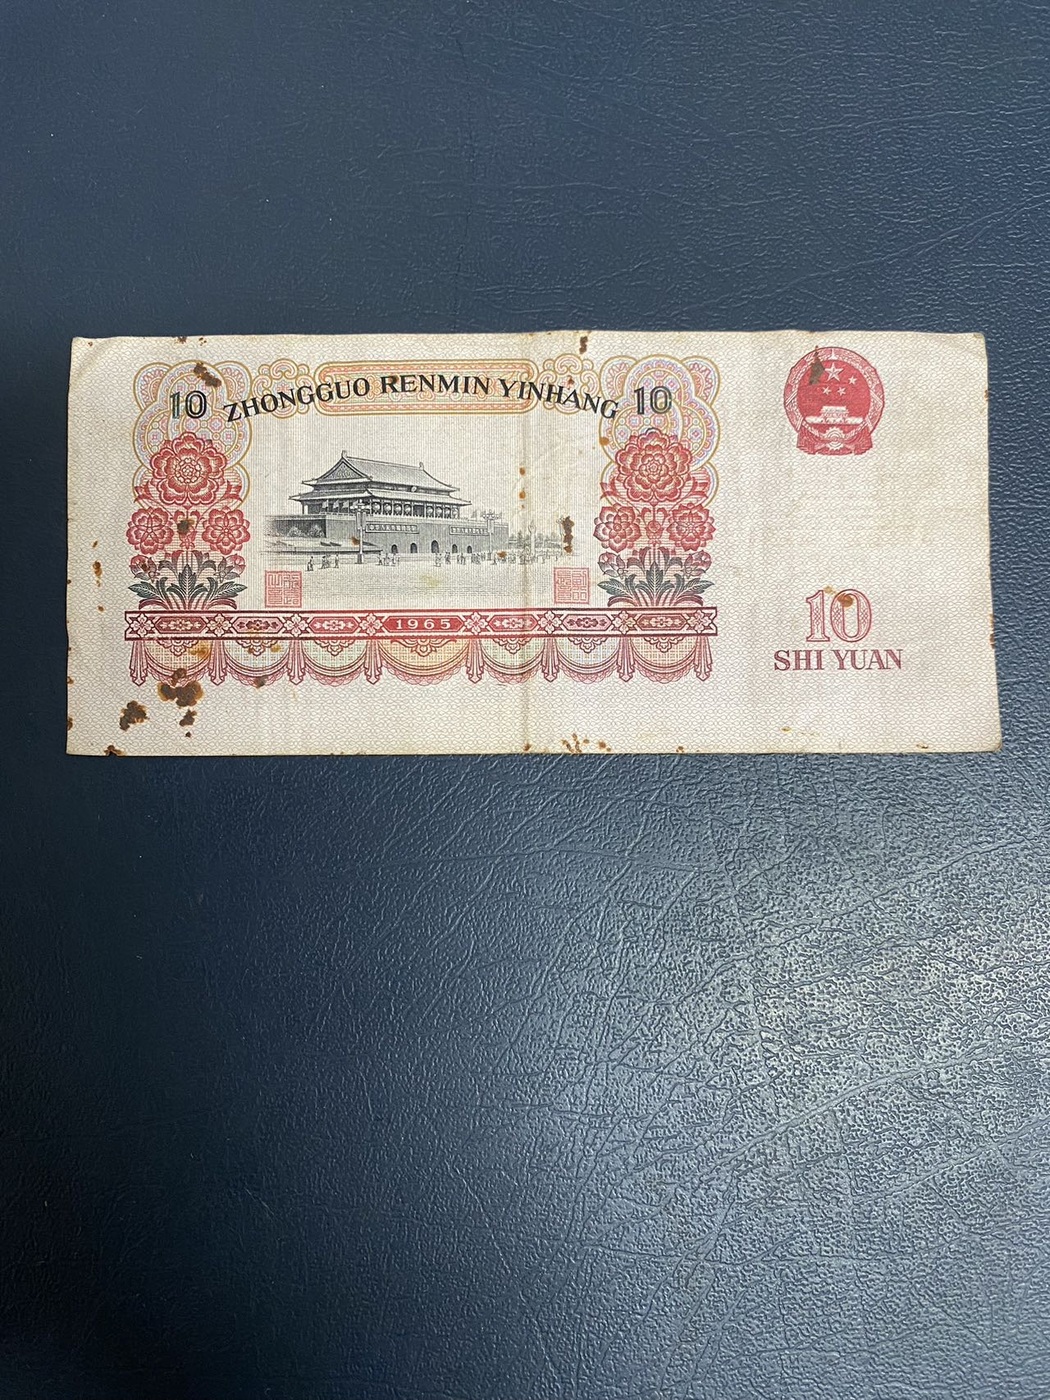 10 ZHONGGUO RENMIN YINHANG 10
1965
10
SHI YUAN